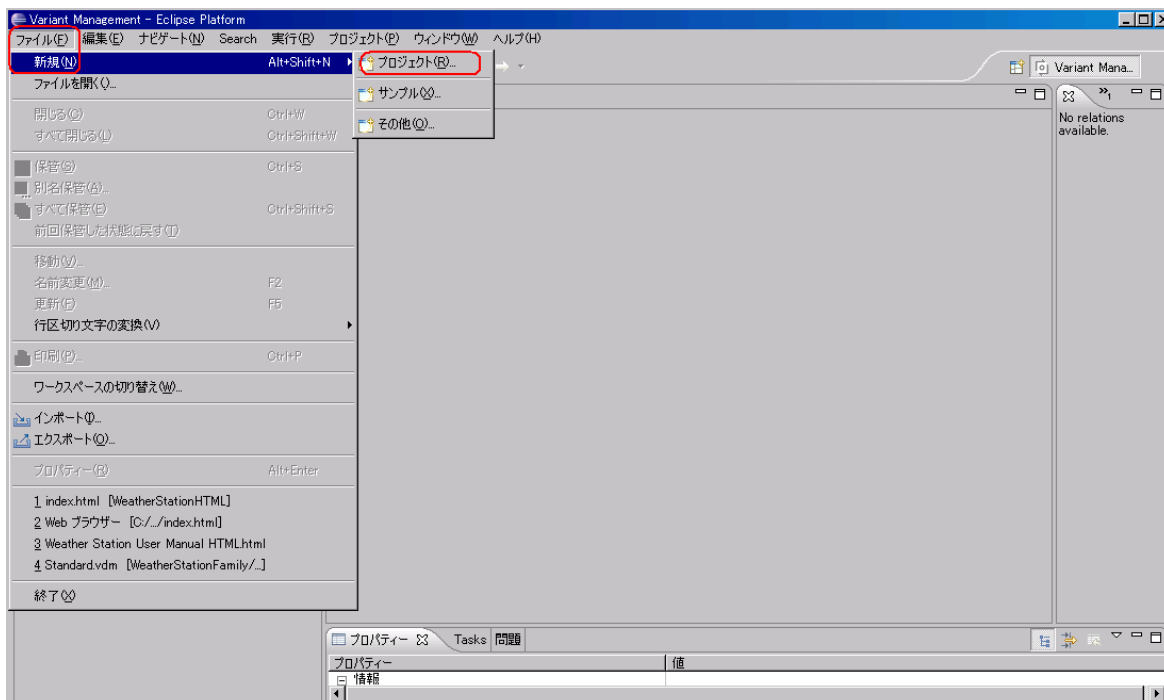 Variant Management - Eclipse Platform
ファイル(F) 編集(E) ナビゲート(N) Search 実行(R) プロジェクト(P) ウィンドウ(W) ヘルプ(H)
新規(N) Alt+Shift+N
プロジェクト(R)...
サンプル(X)...
その他(O)...
ファイルを開く(.)...
閉じる(C) Ctrl+W
すべて閉じる(L) Ctrl+Shift+W
保管(S) Ctrl+S
別名保管(A)...
すべて保管(E) Ctrl+Shift+S
前回保管した状態に戻す(T)
移動(V)...
名前変更(M)... F2
更新(F) F5
行区切り文字の変換(V)
印刷(P)... Ctrl+P
ワークスペースの切り替え(W)...
インポート(I)...
エクスポート(O)...
プロパティー(R) Alt+Enter
1 index.html [WeatherStationHTML]
2 Web ブラウザー [C:/.../index.html]
3 Weather Station User Manual HTML.html
4 Standard.vdm [WeatherStationFamily/...]
終了(X)
Variant Mana...
No relations
available.
プロパティー Tasks 問題
プロパティー 値
情報